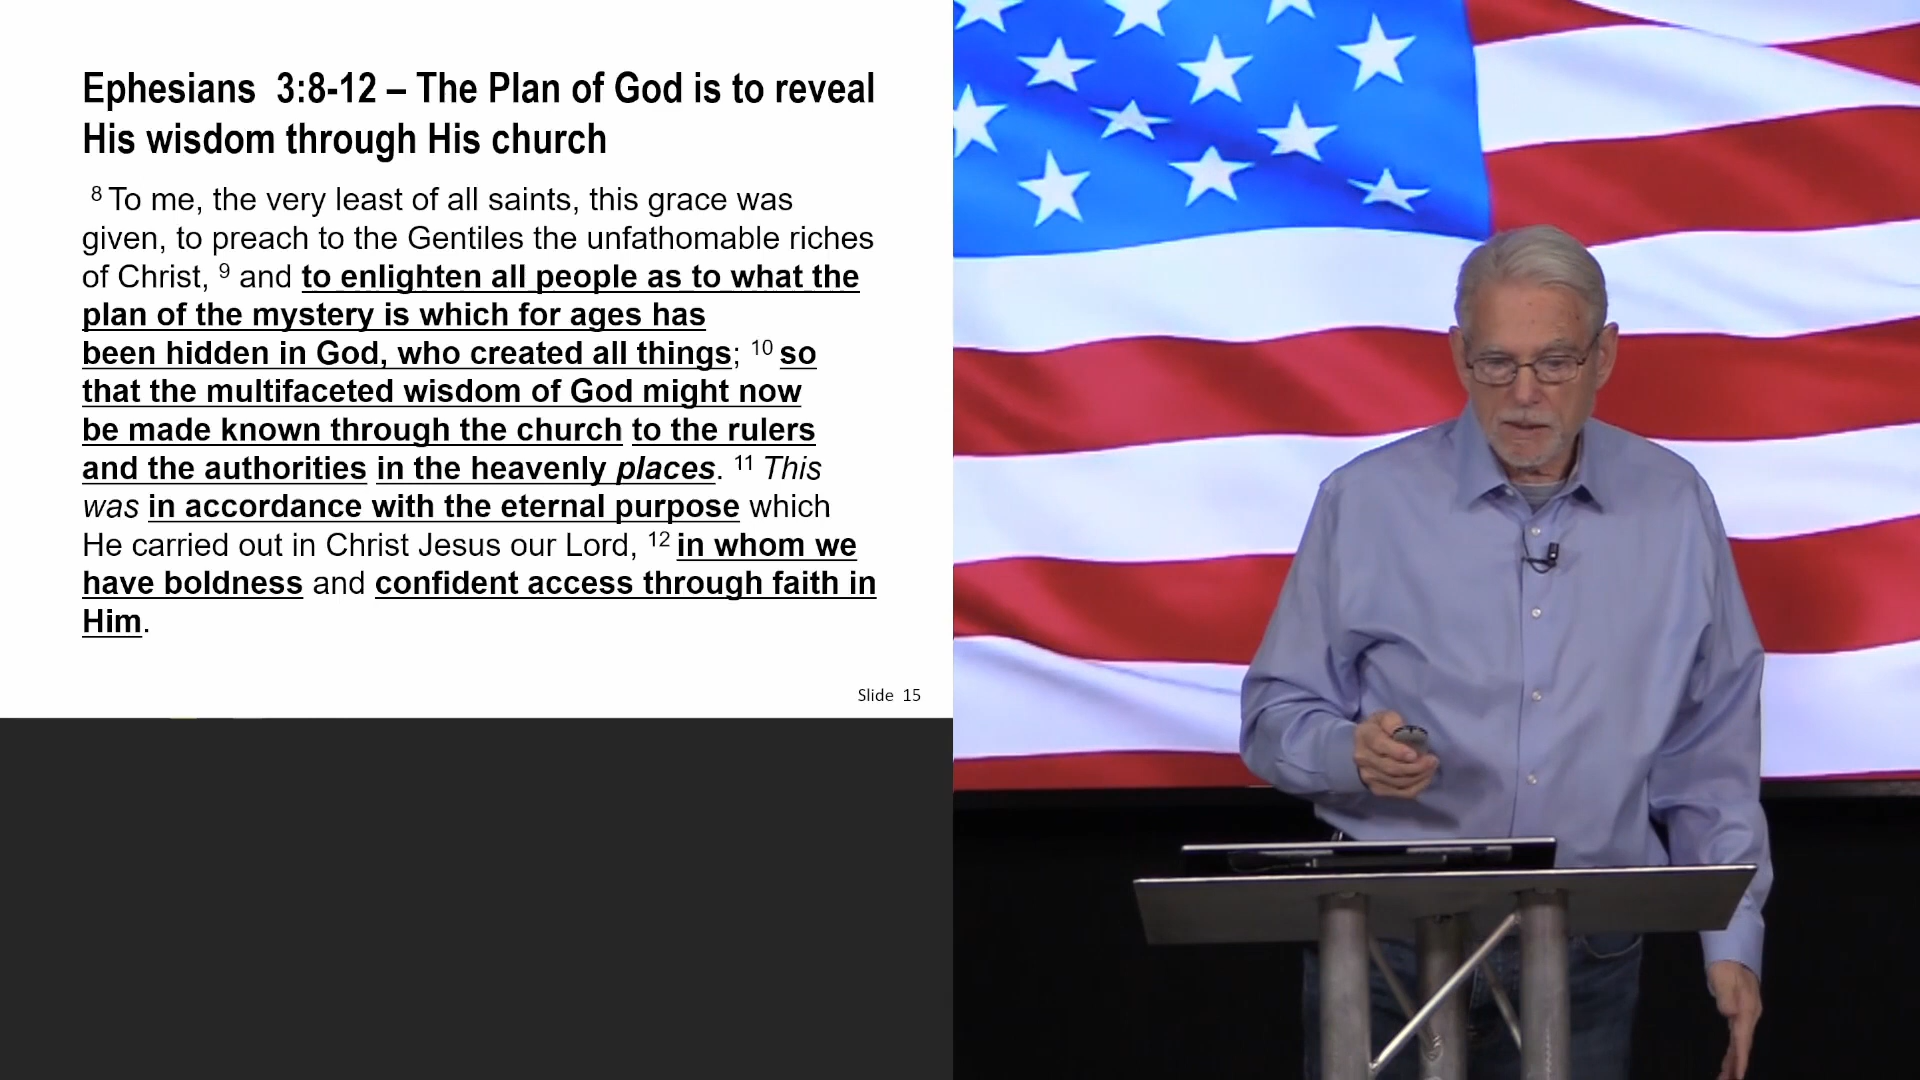 Ephesians  3:8-12 – The Plan of God is to reveal
His wisdom through His church
8 To me, the very least of all saints, this grace was
given, to preach to the Gentiles the unfathomable riches
of Christ, 9 and to enlighten all people as to what the
plan of the mystery is which for ages has
been hidden in God, who created all things; 10 so
that the multifaceted wisdom of God might now
be made known through the church to the rulers
and the authorities in the heavenly places. 11 This
was in accordance with the eternal purpose which
He carried out in Christ Jesus our Lord, 12 in whom we
have boldness and confident access through faith in
Him.
Slide  15